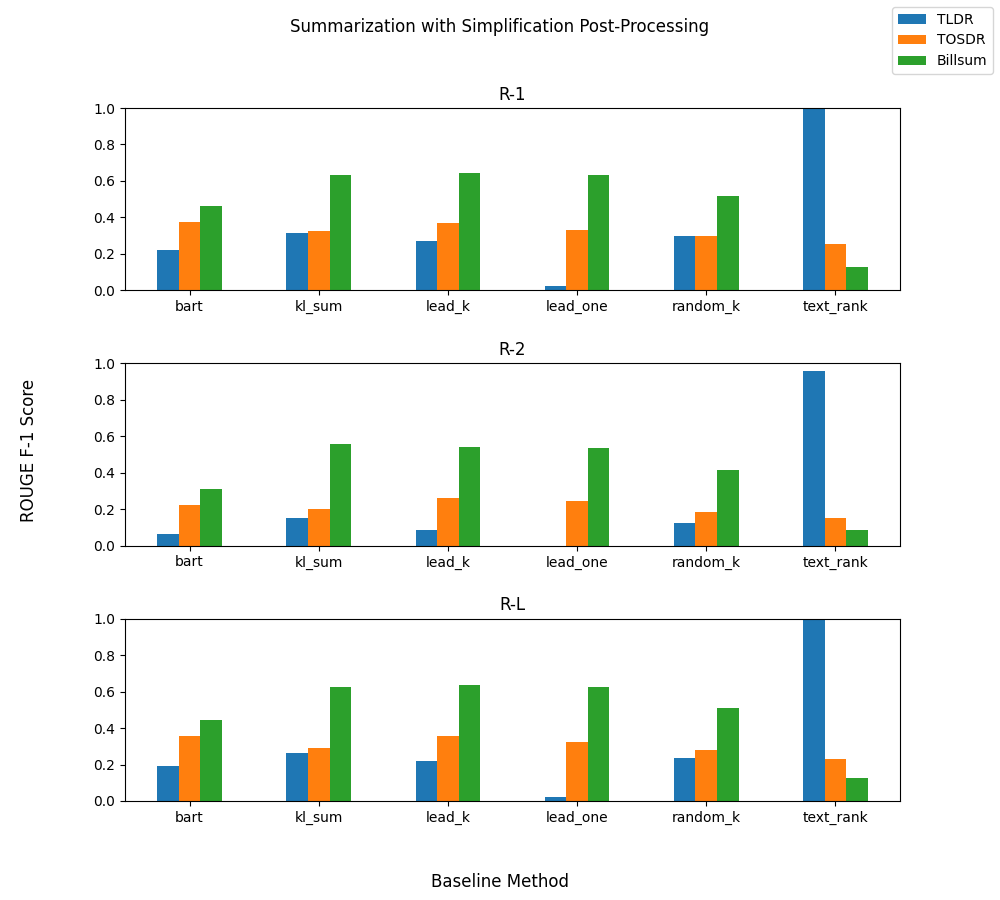 Summarization with Simplification Post-Processing
TLDR
TOSDR
Billsum
R-1
1.0
0.8
0.6
0.4
0.2
0.0
bart kl_sum lead_k lead_one random_k text_rank
R-2
1.0
0.8
0.6
0.4
0.2
0.0
bart kl_sum lead_k lead_one random_k text_rank
R-L
1.0
0.8
0.6
0.4
0.2
0.0
bart kl_sum lead_k lead_one random_k text_rank
ROUGE F-1 Score
Baseline Method